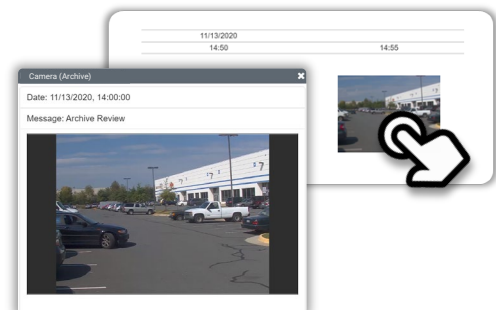 11/13/2020
14:50 14:55
Camera (Archive)
Date: 11/13/2020, 14:00:00
Message: Archive Review